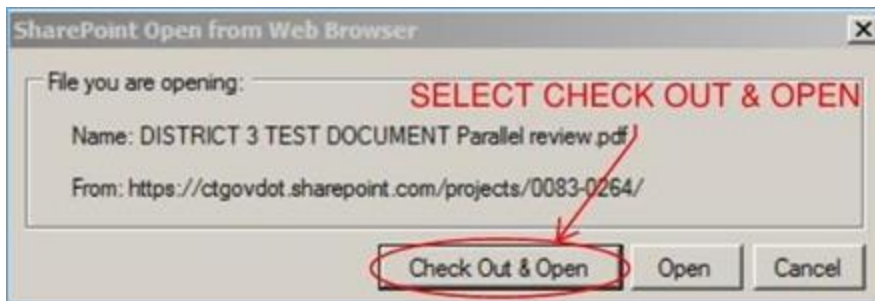 SharePoint Open from Web Browser
File you are opening:
SELECT CHECK OUT & OPEN
Name: DISTRICT 3 TEST DOCUMENT Parallel review.pdf
From: https://ctgovdot.sharepoint.com/projects/0083-0264/
Check Out & Open Open Cancel